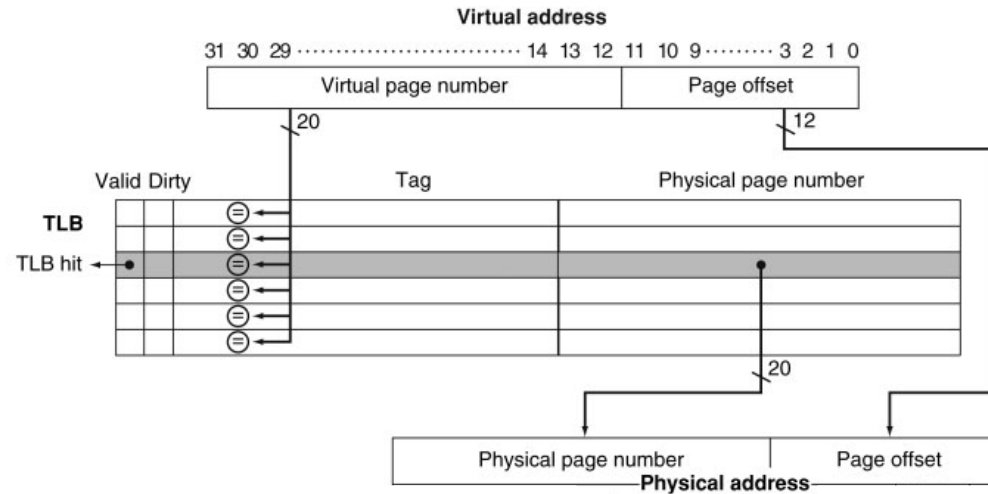 Virtual address
31 30 29 ........................ 14 13 12 11 10 9 ......... 3 2 1 0
Virtual page number Page offset
20 12
Valid Dirty Tag Physical page number
TLB
=
=
TLB hit =
=
=
=
20
Physical page number Page offset
Physical address